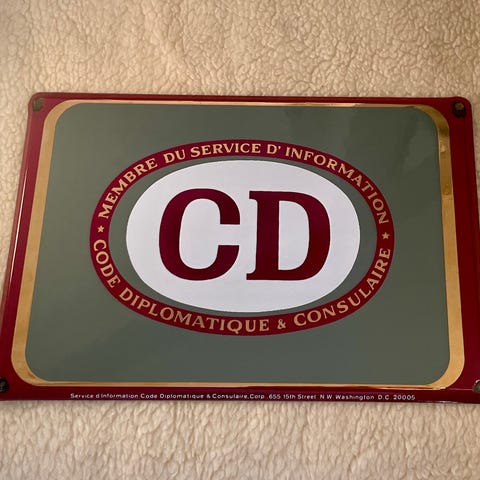 MEMBRE DU SERVICE D' INFORMATION
CD
★ CODE DIPLOMATIQUE & CONSULAIRE ★
Service d Information Code Diplomatique & Consulaire, Corp. 655 15th Street N W Washington D.C. 20005